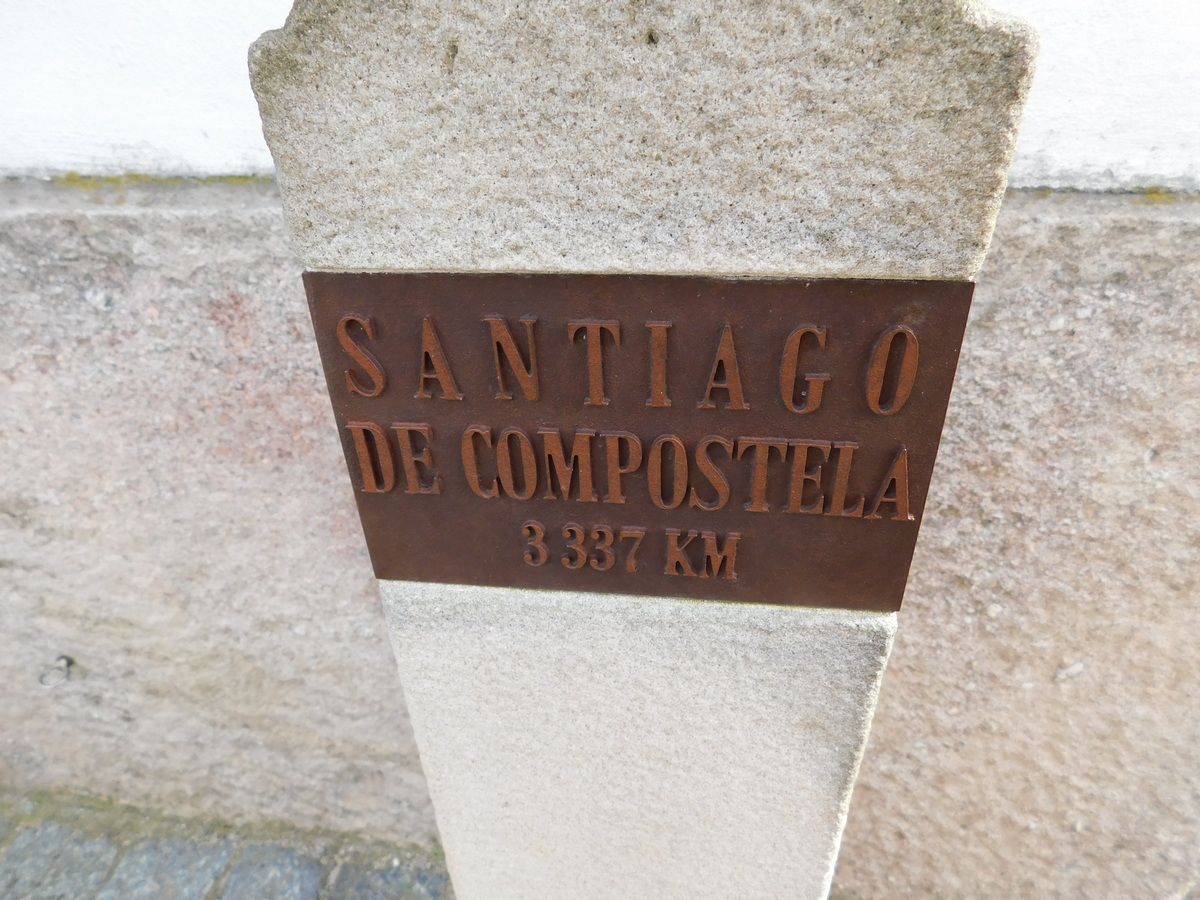 SANTIAGO
DE COMPOSTELA
3 337 KM